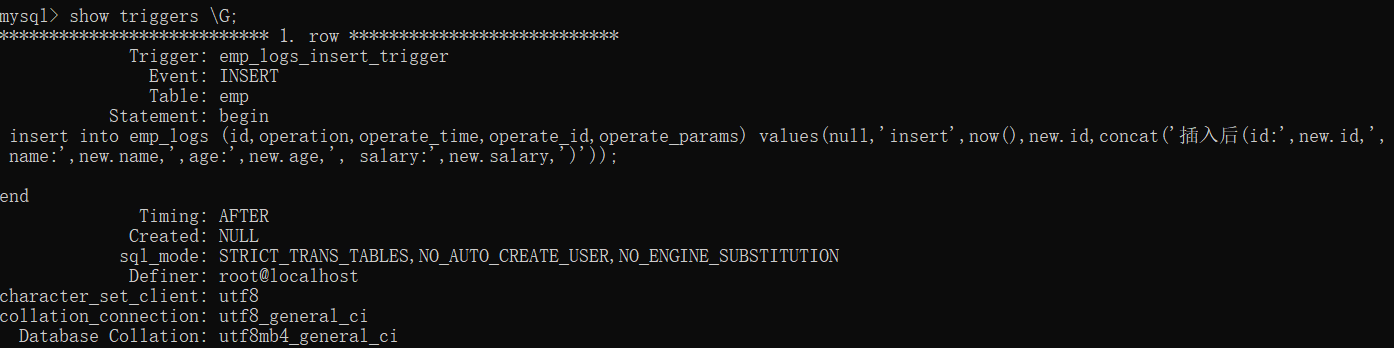 mysql> show triggers \G;
*************************** 1. row ***************************
Trigger: emp_logs_insert_trigger
Event: INSERT
Table: emp
Statement: begin
insert into emp_logs (id,operation,operate_time,operate_id,operate_params) values(null,'insert',now(),new.id,concat('插入后(id:',new.id,',
name:',new.name,',age:',new.age,', salary:',new.salary,')'));
end
Timing: AFTER
Created: NULL
sql_mode: STRICT_TRANS_TABLES,NO_AUTO_CREATE_USER,NO_ENGINE_SUBSTITUTION
Definer: root@localhost
character_set_client: utf8
collation_connection: utf8_general_ci
Database Collation: utf8mb4_general_ci